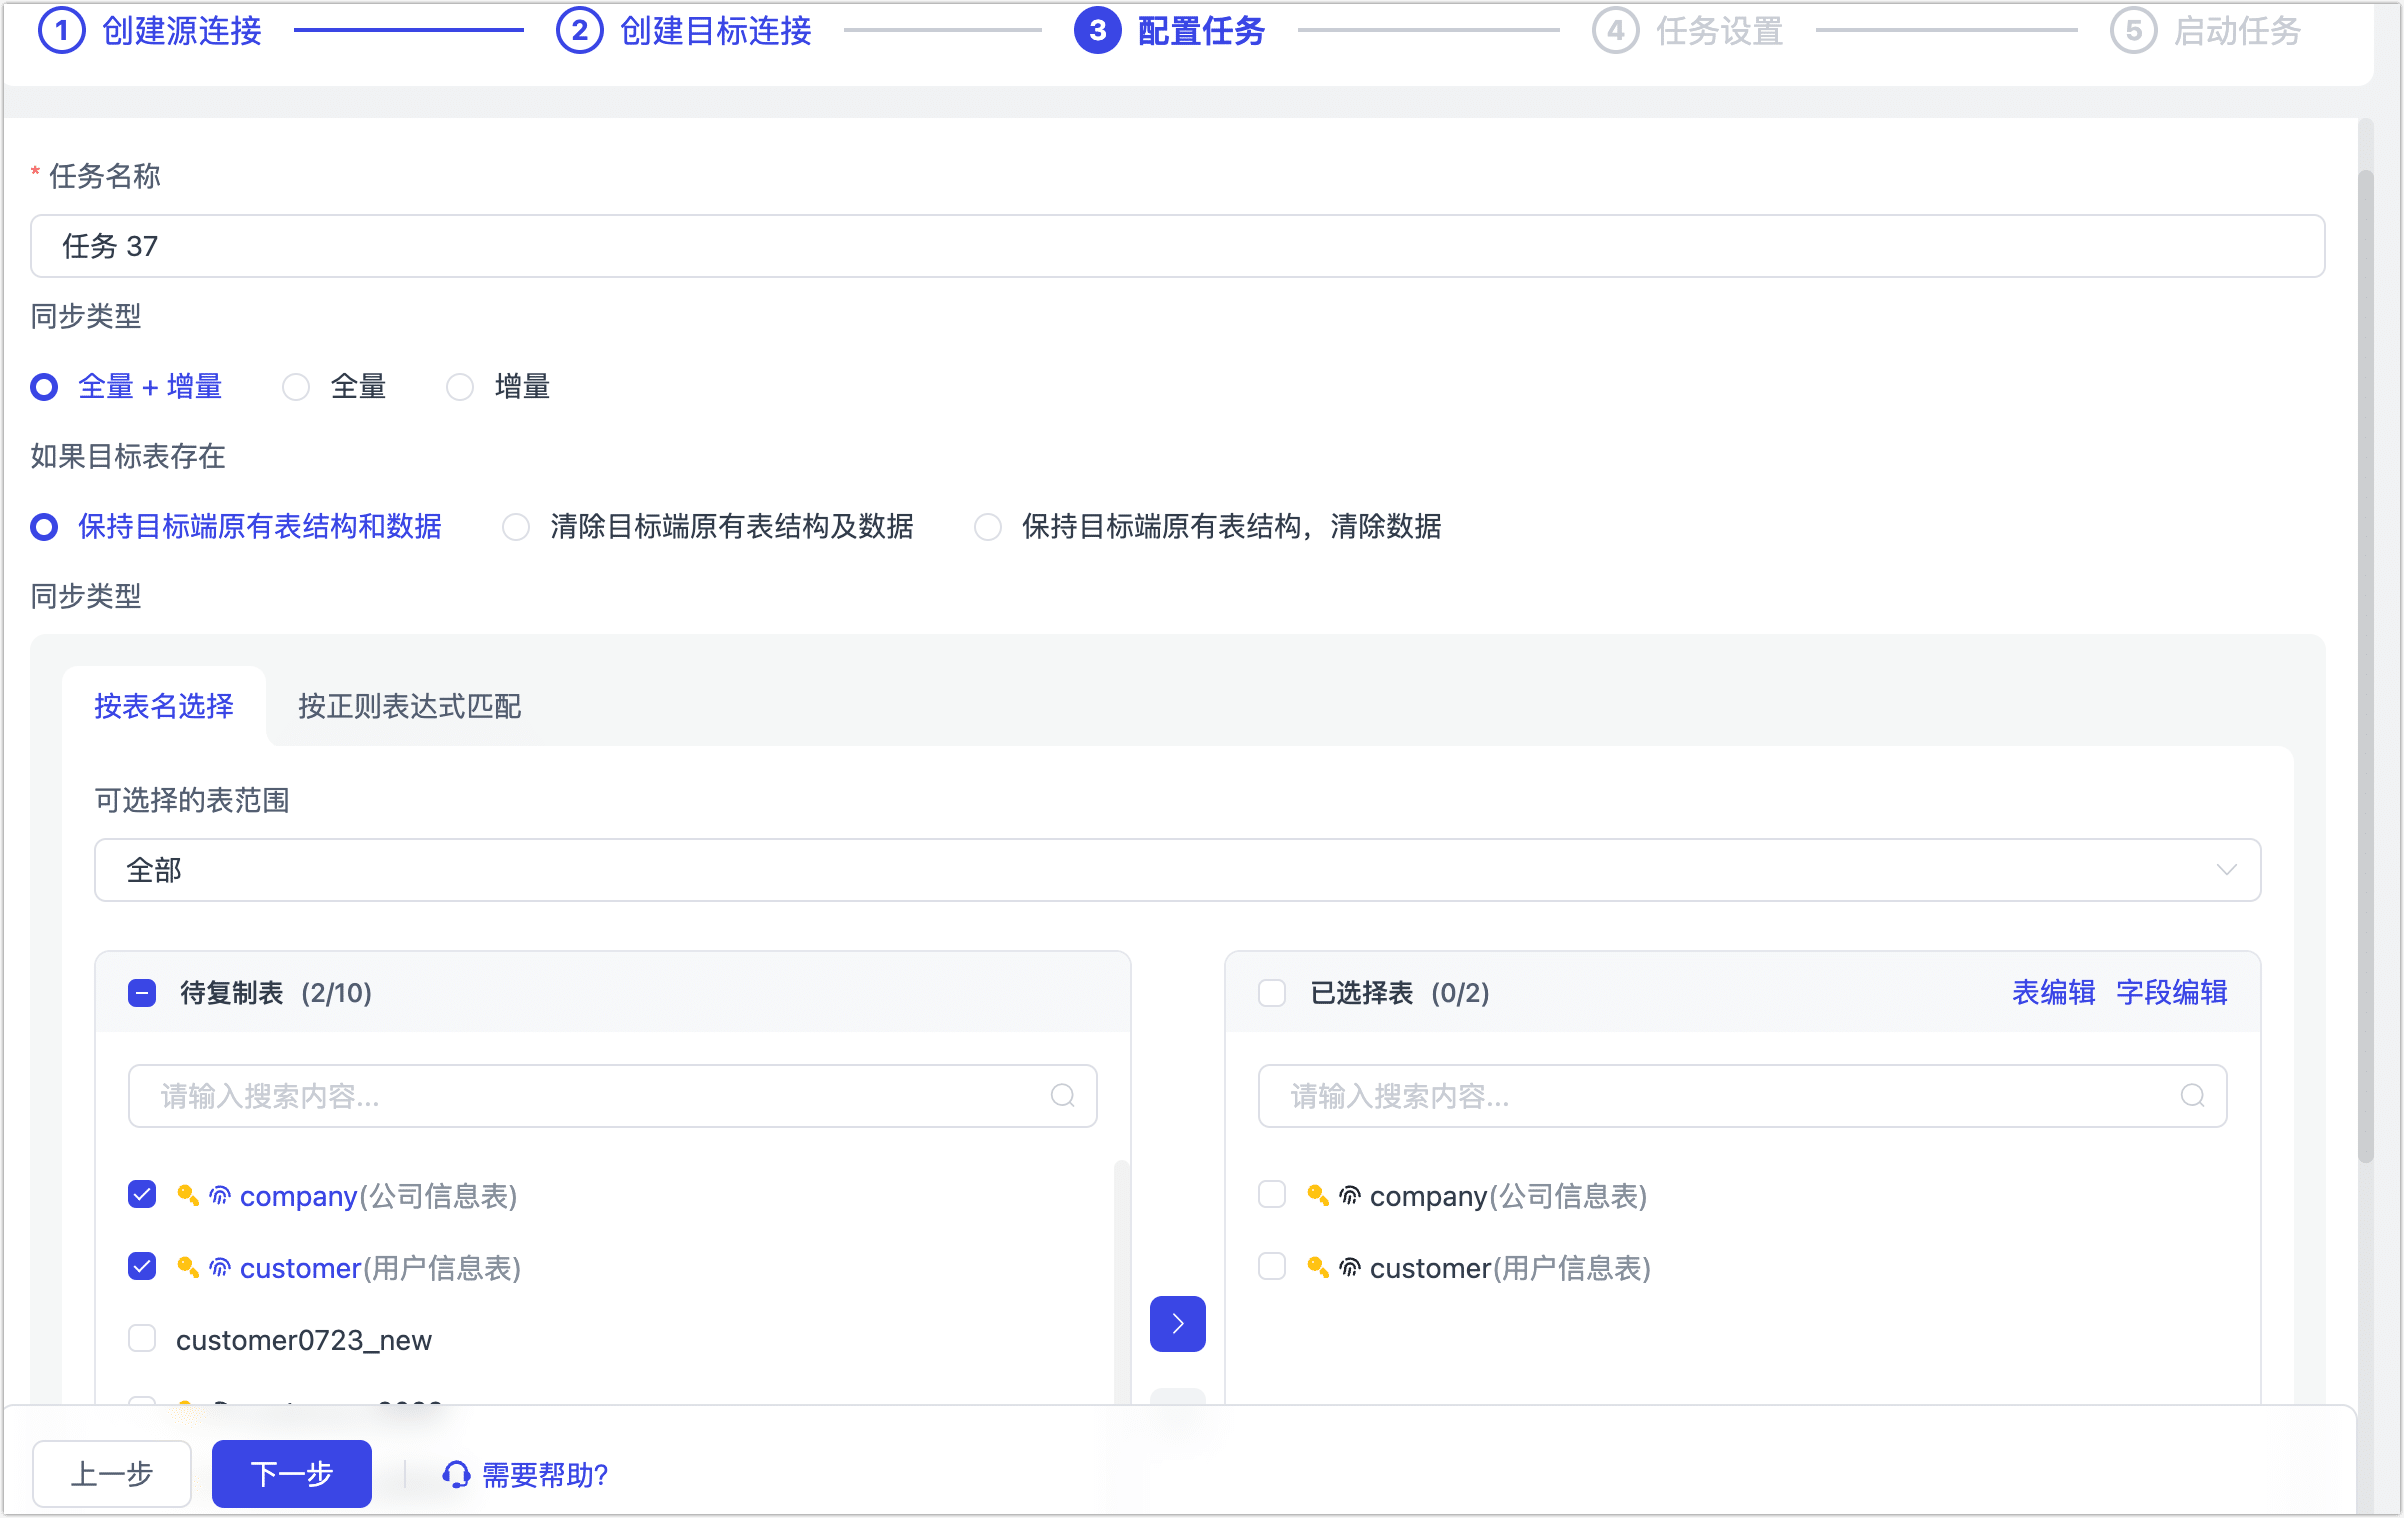 1 创建源连接 2 创建目标连接 3 配置任务 4 任务设置 5 启动任务
* 任务名称
任务 37
同步类型
全量 + 增量 全量 增量
如果目标表存在
保持目标端原有表结构和数据 清除目标端原有表结构及数据 保持目标端原有表结构，清除数据
同步类型
按表名选择 按正则表达式匹配
可选择的表范围
全部
待复制表 (2/10)
请输入搜索内容...
company(公司信息表)
customer(用户信息表)
customer0723_new
已选择表 (0/2) 表编辑 字段编辑
请输入搜索内容...
company(公司信息表)
customer(用户信息表)
上一步 下一步 需要帮助?